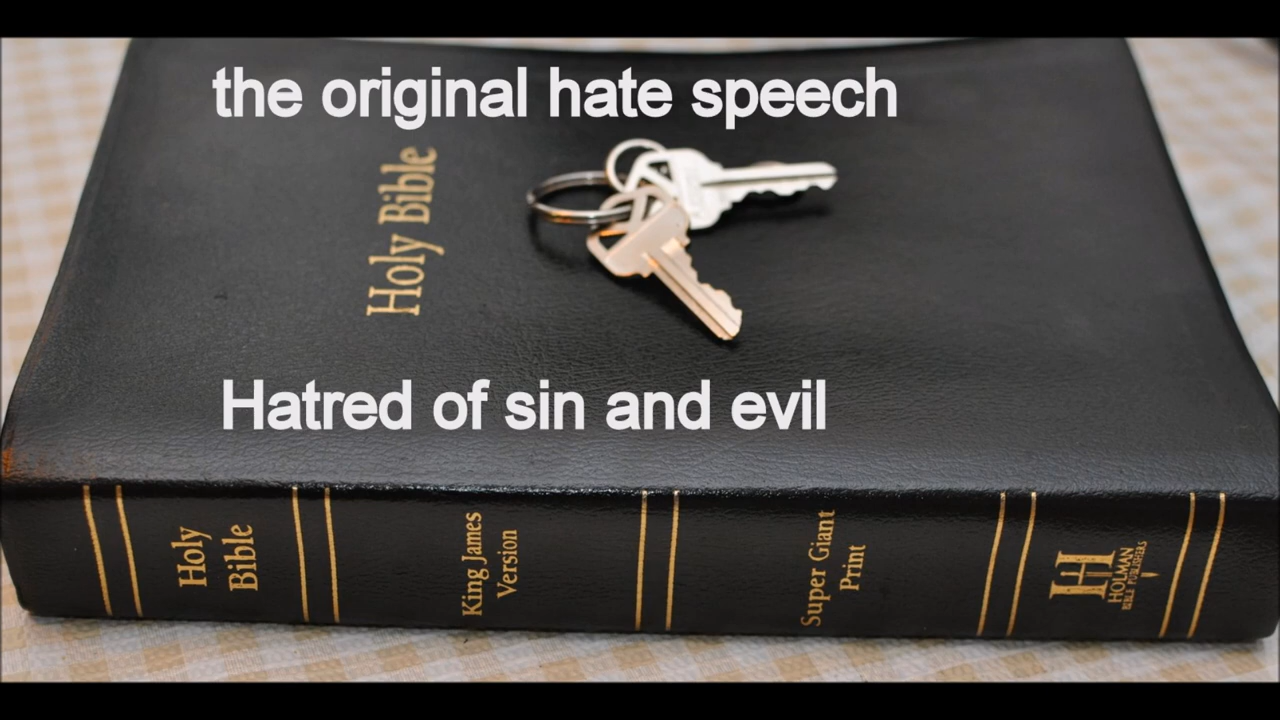 the original hate speech
Holy Bible
Hatred of sin and evil
Holy
Bible
King James
Version
Super Giant
Print
HOLMAN
BIBLE PUBLISHERS